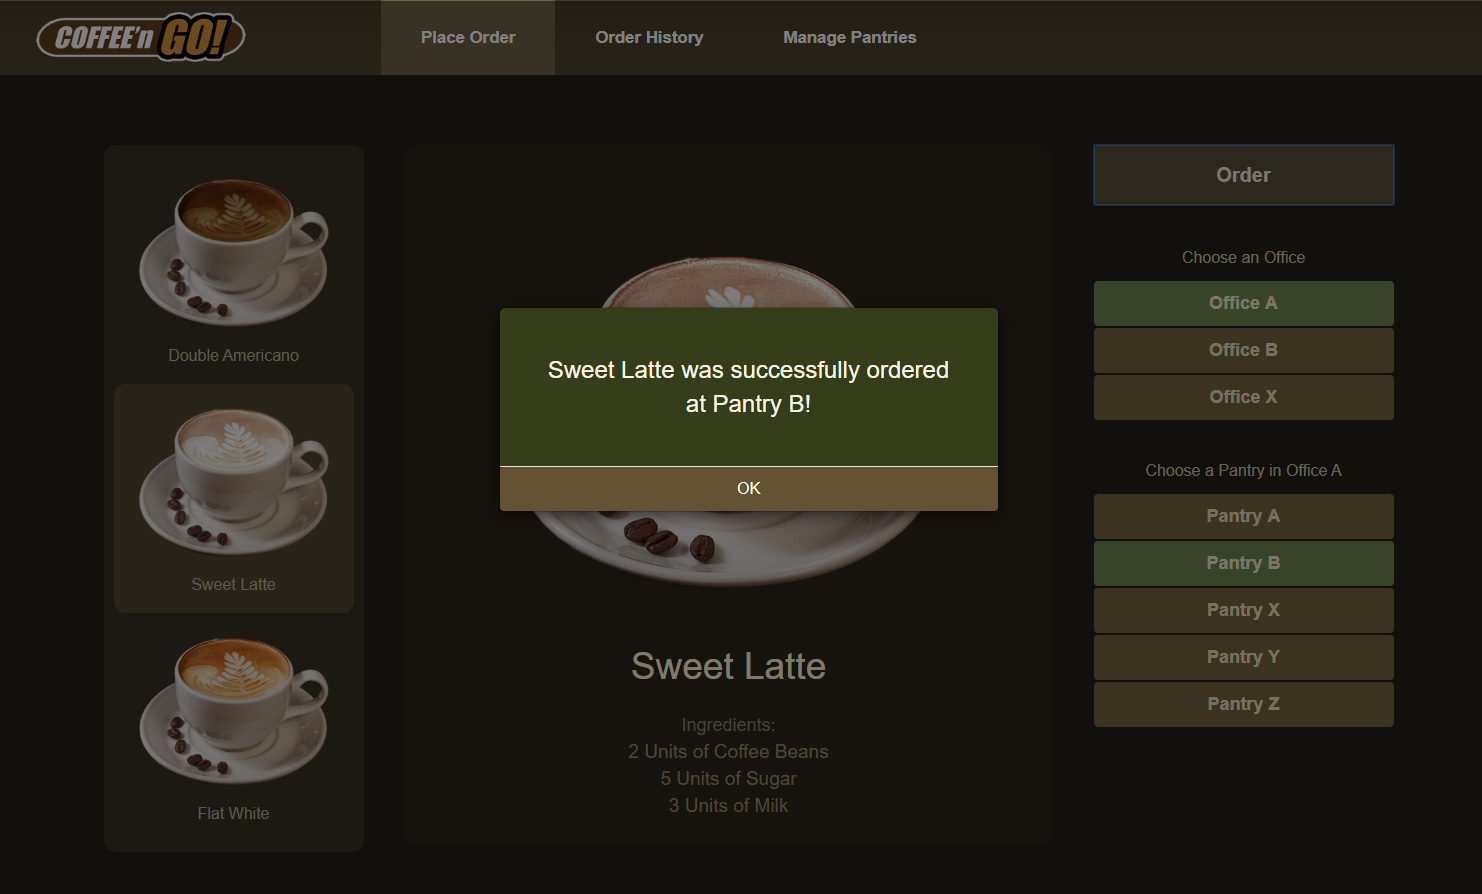 COFFEE'n GO!
Place Order
Order History
Manage Pantries
Double Americano
Sweet Latte
Flat White
Sweet Latte was successfully ordered
at Pantry B!
OK
Sweet Latte
Ingredients:
2 Units of Coffee Beans
5 Units of Sugar
3 Units of Milk
Order
Choose an Office
Office A
Office B
Office X
Choose a Pantry in Office A
Pantry A
Pantry B
Pantry X
Pantry Y
Pantry Z